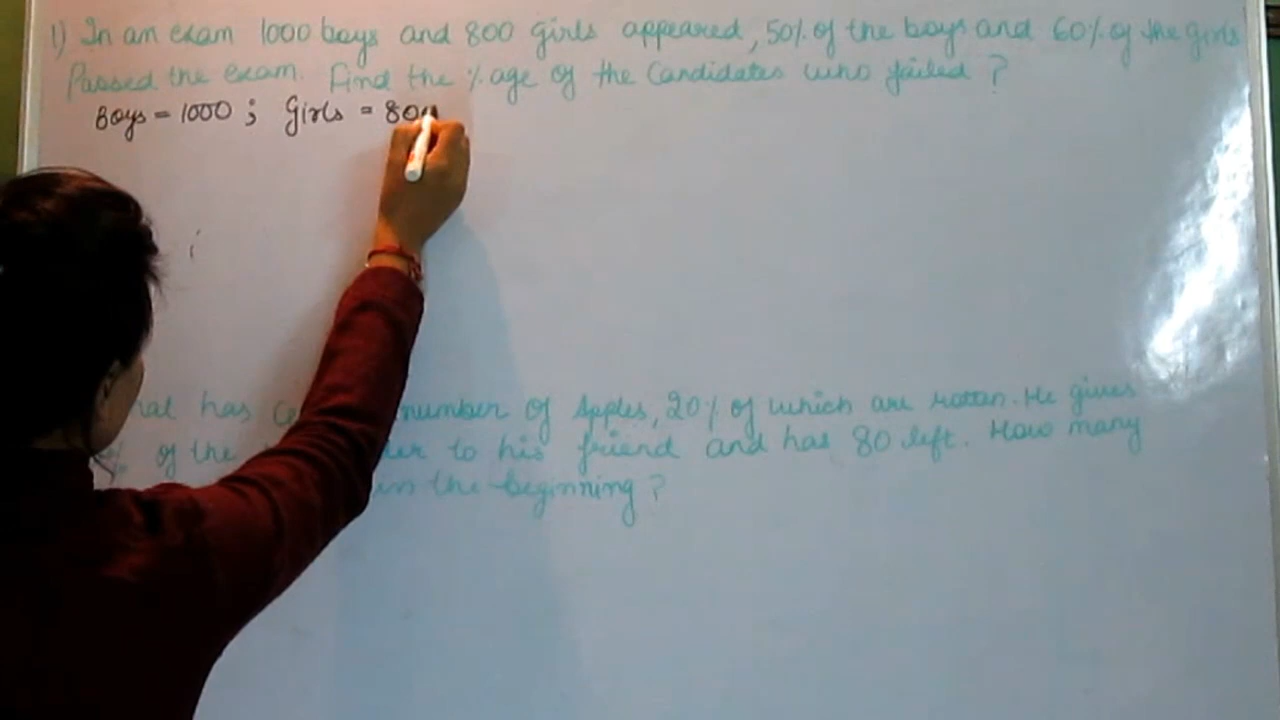 1) In an exam 1000 boys and 800 girls appeared, 50% of the boys and 60% of the girls
Passed the exam. Find the % age of the Candidates who failed ?
Boys = 1000 ; Girls = 800
has number of Apples, 20% of which are rotten. He gives
% of the to his friend and has 80 left. How many
in the beginning ?